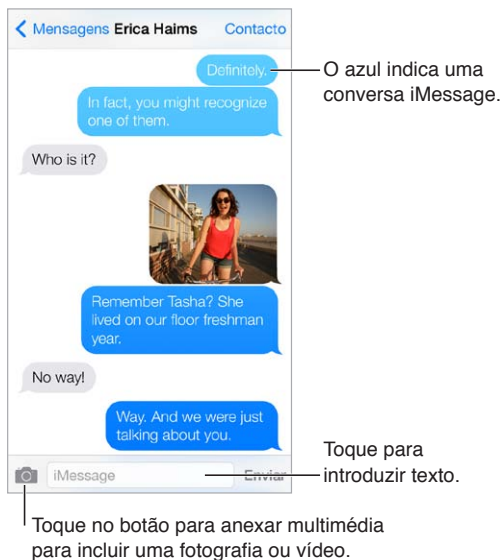 Mensagens Erica Haims Contacto
Definitely.
O azul indica uma
conversa iMessage.
In fact, you might recognize
one of them.
Who is it?
Remember Tasha? She
lived on our floor freshman
year.
No way!
Way. And we were just
talking about you.
Toque para
introduzir texto.
iMessage Enviar
Toque no botão para anexar multimédia
para incluir uma fotografia ou vídeo.